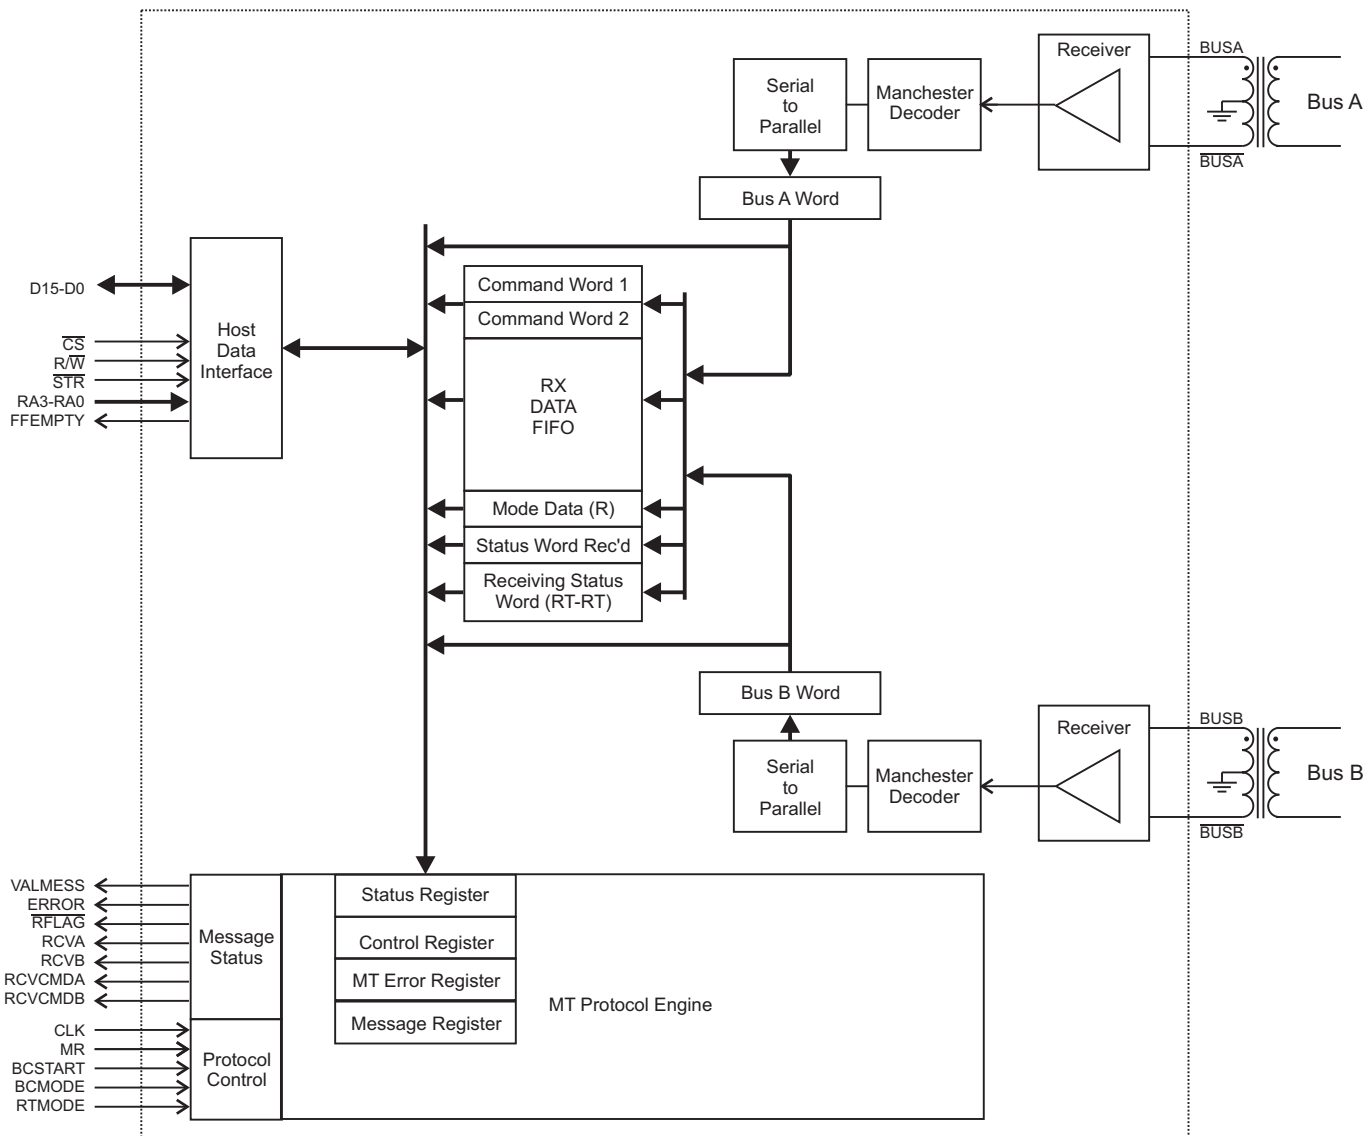 Receiver
BUSA
Bus A
BUSA
Serial
to
Parallel
Manchester
Decoder
Bus A Word
D15-D0
CS
R/W
STR
RA3-RA0
FFEMPTY
Host
Data
Interface
Command Word 1
Command Word 2
RX
DATA
FIFO
Mode Data (R)
Status Word Rec'd
Receiving Status
Word (RT-RT)
Bus B Word
Serial
to
Parallel
Manchester
Decoder
Receiver
BUSB
Bus B
BUSB
VALMESS
ERROR
RFLAG
RCVA
RCVB
RCVCMDA
RCVCMDB
Message
Status
CLK
MR
BCSTART
BCMODE
RTMODE
Protocol
Control
Status Register
Control Register
MT Error Register
Message Register
MT Protocol Engine